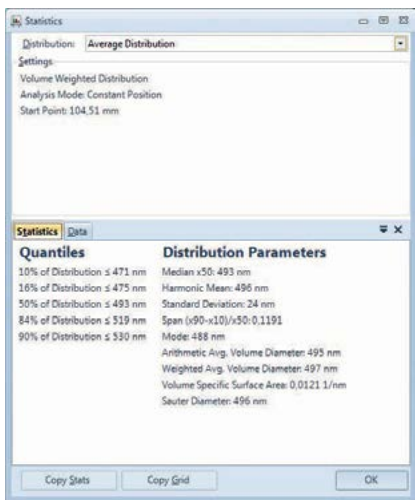 Statistics
Distribution: Average Distribution
Settings
Volume Weighted Distribution
Analysis Mode: Constant Position
Start Point: 104,51 mm
Statistics Data
Quantiles
10% of Distribution ≤ 471 nm
16% of Distribution ≤ 475 nm
50% of Distribution ≤ 493 nm
84% of Distribution ≤ 519 nm
90% of Distribution ≤ 530 nm
Distribution Parameters
Median x50: 493 nm
Harmonic Mean: 496 nm
Standard Deviation: 24 nm
Span (x90-x10)/x50: 0,1191
Mode: 488 nm
Arithmetic Avg. Volume Diameter: 495 nm
Weighted Avg. Volume Diameter: 497 nm
Volume Specific Surface Area: 0,0121 1/nm
Sauter Diameter: 496 nm
Copy Stats Copy Grid OK